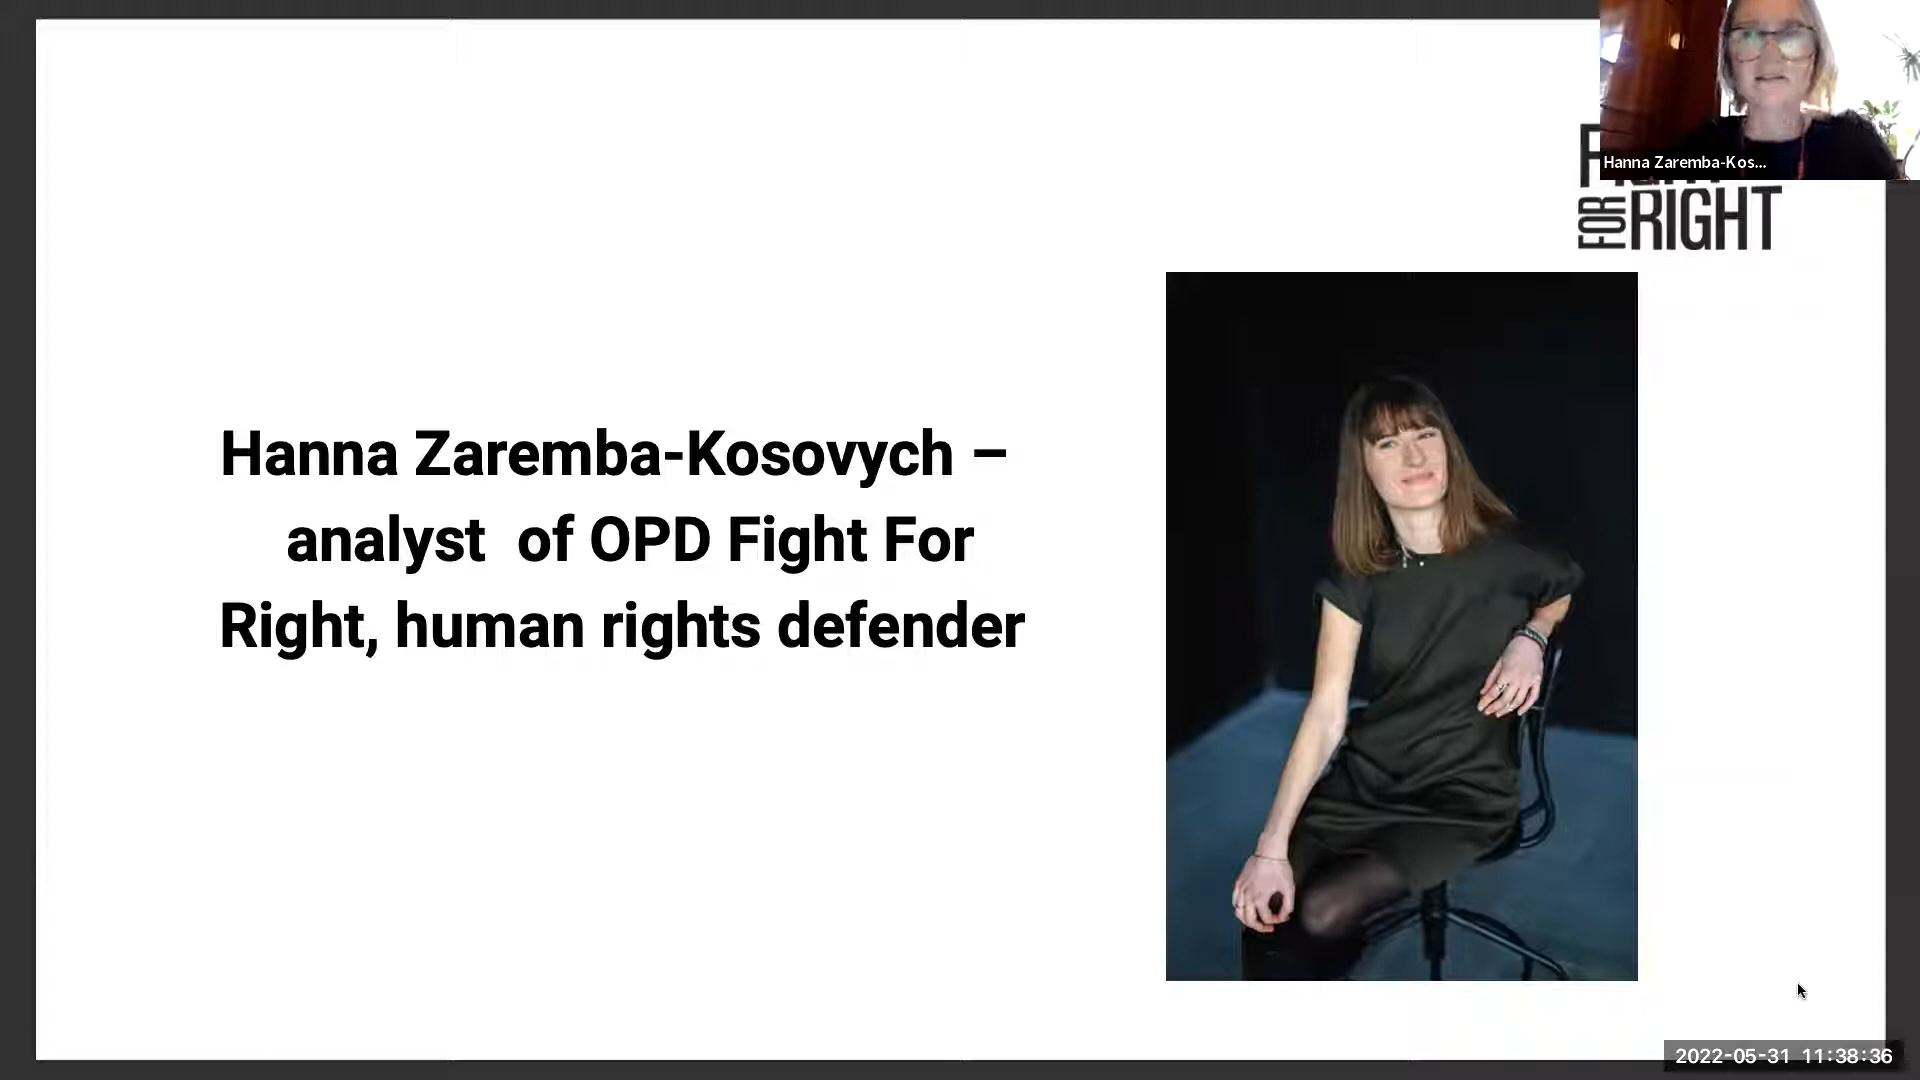 Hanna Zaremba-Kos...
FOR RIGHT
Hanna Zaremba-Kosovych –
analyst of OPD Fight For
Right, human rights defender
2022-05-31 11:38:36